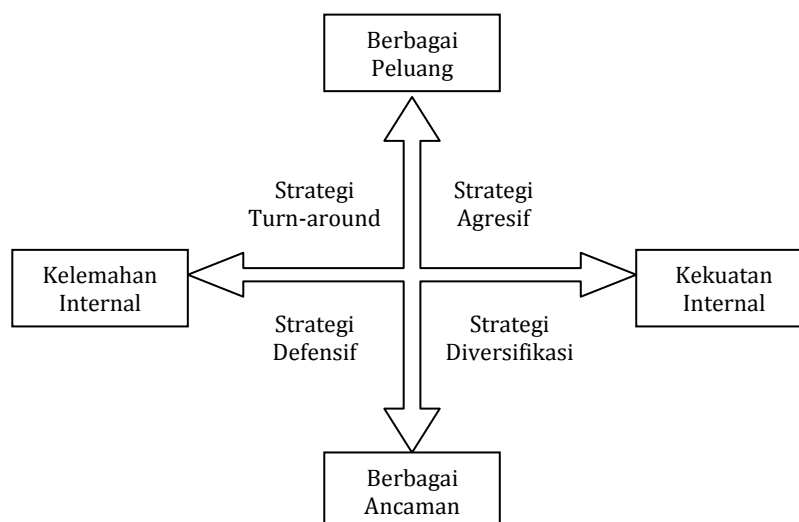 Berbagai
Peluang
Strategi
Turn-around
Strategi
Agresif
Kelemahan
Internal
Kekuatan
Internal
Strategi
Defensif
Strategi
Diversifikasi
Berbagai
Ancaman